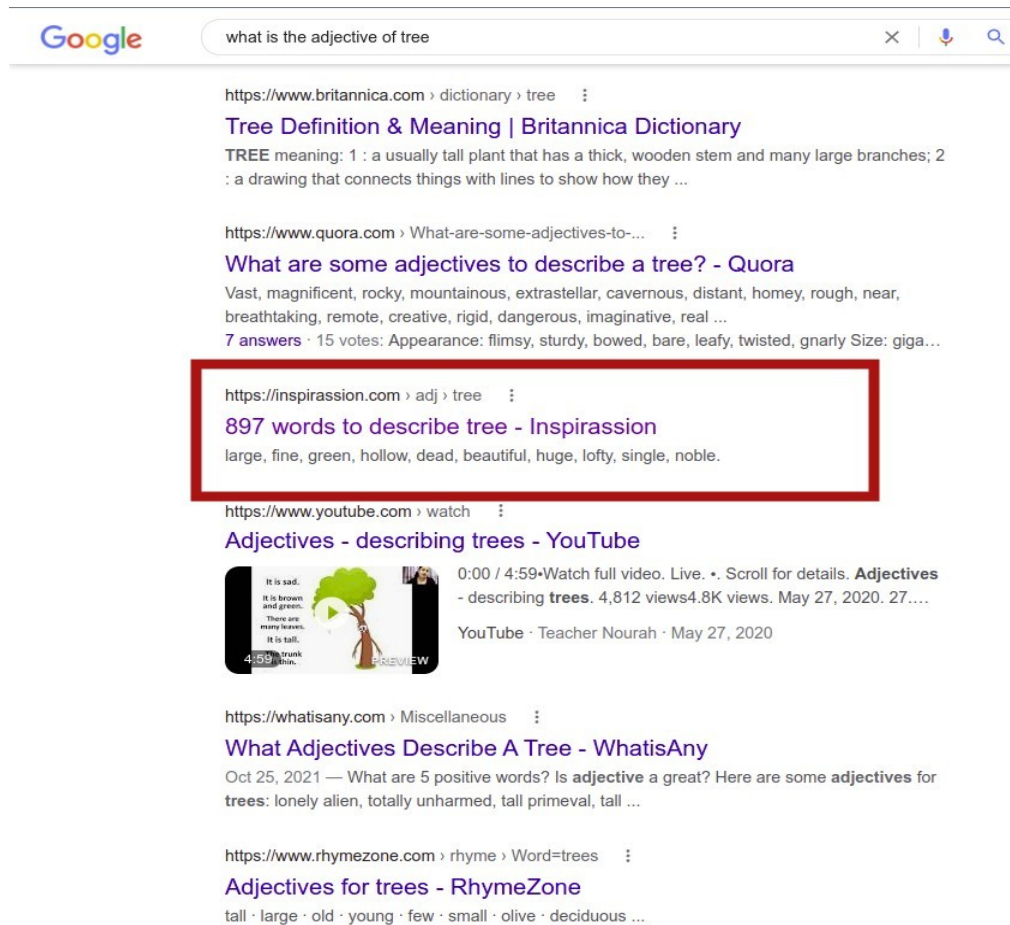 Google
what is the adjective of tree
https://www.britannica.com › dictionary › tree
Tree Definition & Meaning | Britannica Dictionary
TREE meaning: 1 : a usually tall plant that has a thick, wooden stem and many large branches; 2
: a drawing that connects things with lines to show how they ...
https://www.quora.com › What-are-some-adjectives-to-...
What are some adjectives to describe a tree? - Quora
Vast, magnificent, rocky, mountainous, extrastellar, cavernous, distant, homey, rough, near,
breathtaking, remote, creative, rigid, dangerous, imaginative, real ...
7 answers · 15 votes: Appearance: flimsy, sturdy, bowed, bare, leafy, twisted, gnarly Size: giga…
https://inspirassion.com › adj › tree
897 words to describe tree - Inspirassion
large, fine, green, hollow, dead, beautiful, huge, lofty, single, noble.
https://www.youtube.com › watch
Adjectives - describing trees - YouTube
It is sad.
It is brown
and green.
There are
many leaves.
It is tall.
The trunk
is thin.
4:59
PREVIEW
0:00 / 4:59•Watch full video. Live. •. Scroll for details. Adjectives
- describing trees. 4,812 views4.8K views. May 27, 2020. 27.…
YouTube · Teacher Nourah · May 27, 2020
https://whatisany.com › Miscellaneous
What Adjectives Describe A Tree - WhatisAny
Oct 25, 2021 — What are 5 positive words? Is adjective a great? Here are some adjectives for
trees: lonely alien, totally unharmed, tall primeval, tall ...
https://www.rhymezone.com › rhyme › Word=trees
Adjectives for trees - RhymeZone
tall · large · old · young · few · small · olive · deciduous ...